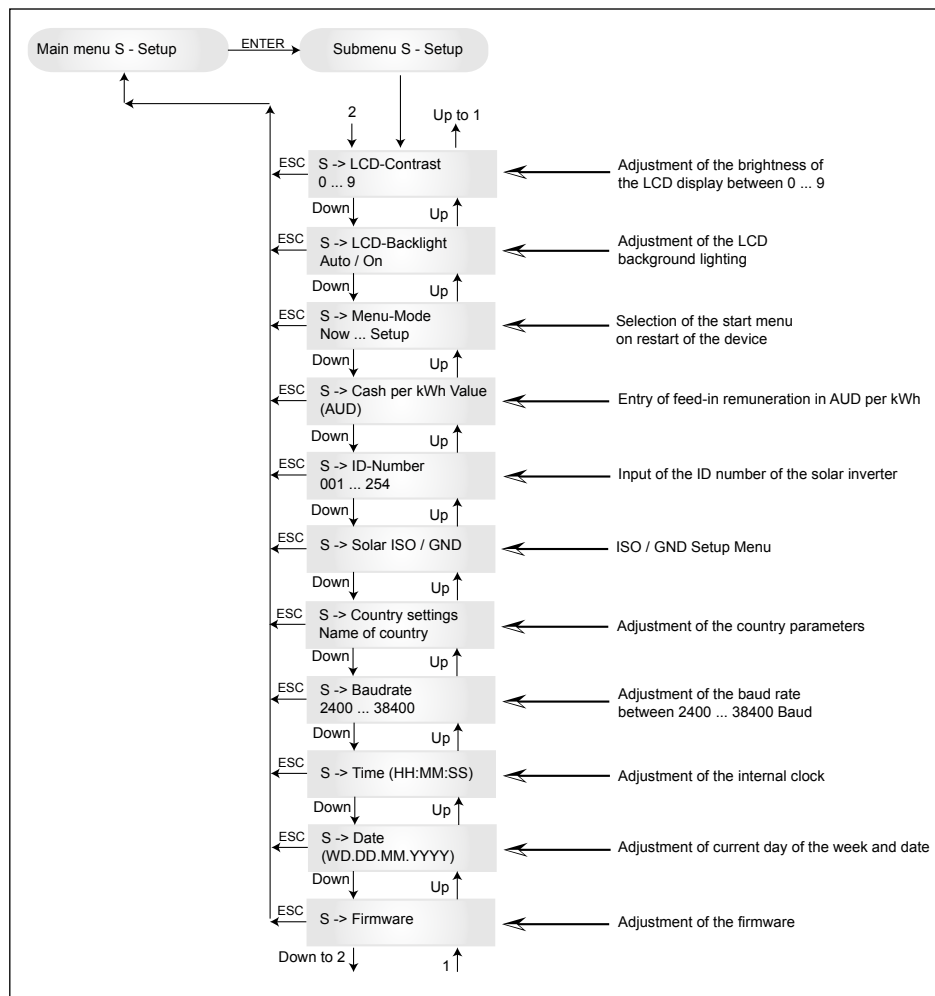 Main menu S - Setup
ENTER
Submenu S - Setup
2
Up to 1
ESC
S -> LCD-Contrast
0 ... 9
Adjustment of the brightness of
the LCD display between 0 ... 9
Down
Up
ESC
S -> LCD-Backlight
Auto / On
Adjustment of the LCD
background lighting
Down
Up
ESC
S -> Menu-Mode
Now ... Setup
Selection of the start menu
on restart of the device
Down
Up
ESC
S -> Cash per kWh Value
(AUD)
Entry of feed-in remuneration in AUD per kWh
Down
Up
ESC
S -> ID-Number
001 ... 254
Input of the ID number of the solar inverter
Down
Up
ESC
S -> Solar ISO / GND
ISO / GND Setup Menu
Down
Up
ESC
S -> Country settings
Name of country
Adjustment of the country parameters
Down
Up
ESC
S -> Baudrate
2400 ... 38400
Adjustment of the baud rate
between 2400 ... 38400 Baud
Down
Up
ESC
S -> Time (HH:MM:SS)
Adjustment of the internal clock
Down
Up
ESC
S -> Date
(WD.DD.MM.YYYY)
Adjustment of current day of the week and date
Down
Up
ESC
S -> Firmware
Adjustment of the firmware
Down to 2
1